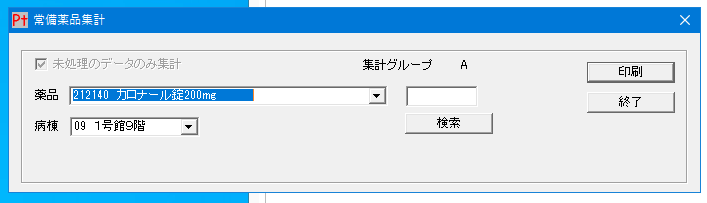 Pt 常備薬品集計
未処理のデータのみ集計 集計グループ A
印刷
薬品 212140 カロナール錠200mg
終了
病棟 09 1号館9階 検索